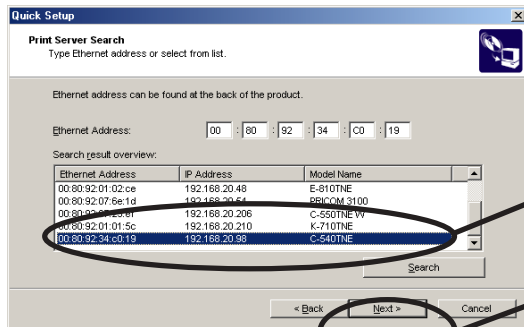 Quick Setup
Print Server Search
Type Ethernet address or select from list.
Ethernet address can be found at the back of the product.
Ethernet Address: 00 : 80 : 92 : 34 : C0 : 19
Search result overview:
Ethernet Address IP Address Model Name
00:80:92:01:02:ce 192.168.20.48 E-810TNE
00:80:92:07:6e:1d 192.168.20.54 PRICOM 3100
192.168.20.206 C-550TNE W
00:80:92:01:01:5c 192.168.20.210 K-710TNE
00:80:92:34:c0:19 192.168.20.98 C-540TNE
Search
< Back Next > Cancel